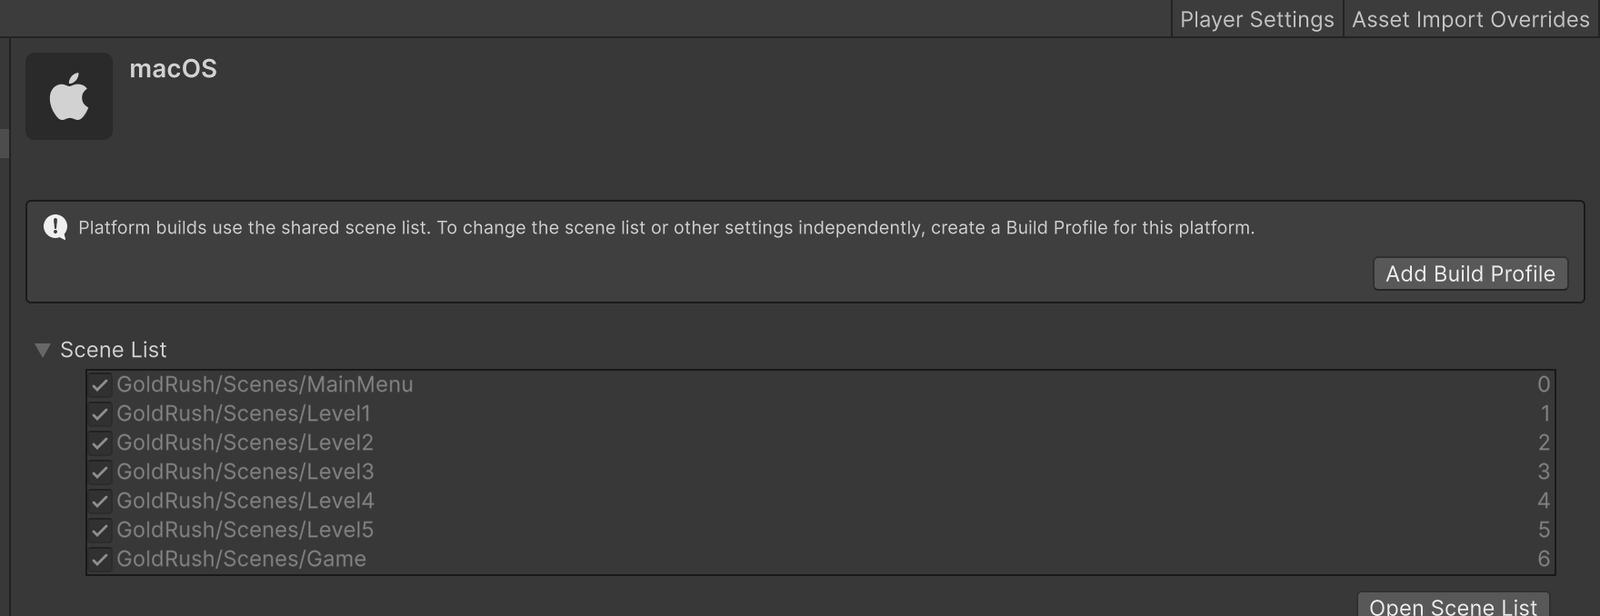 Player Settings
Asset Import Overrides
macOS
Platform builds use the shared scene list. To change the scene list or other settings independently, create a Build Profile for this platform.
Add Build Profile
Scene List
GoldRush/Scenes/MainMenu 0
GoldRush/Scenes/Level1 1
GoldRush/Scenes/Level2 2
GoldRush/Scenes/Level3 3
GoldRush/Scenes/Level4 4
GoldRush/Scenes/Level5 5
GoldRush/Scenes/Game 6
Open Scene List